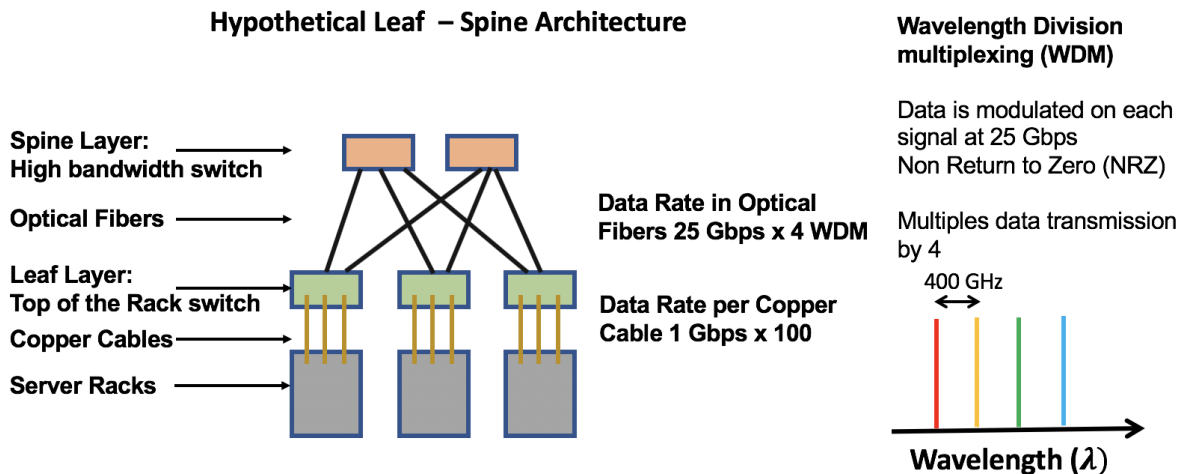 Hypothetical Leaf – Spine Architecture
Spine Layer:
High bandwidth switch
Optical Fibers
Leaf Layer:
Top of the Rack switch
Copper Cables
Server Racks
Data Rate in Optical
Fibers 25 Gbps x 4 WDM
Data Rate per Copper
Cable 1 Gbps x 100
Wavelength Division
multiplexing (WDM)
Data is modulated on each
signal at 25 Gbps
Non Return to Zero (NRZ)
Multiples data transmission
by 4
400 GHz
Wavelength (λ)